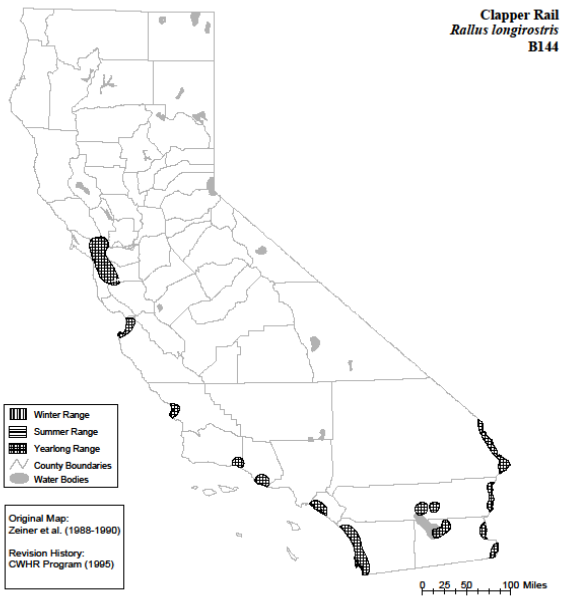 Clapper Rail
Rallus longirostris
B144
Winter Range
Summer Range
Yearlong Range
County Boundaries
Water Bodies
Original Map:
Zeiner et al. (1988-1990)
Revision History:
CWHR Program (1995)
0 25 50 100 Miles